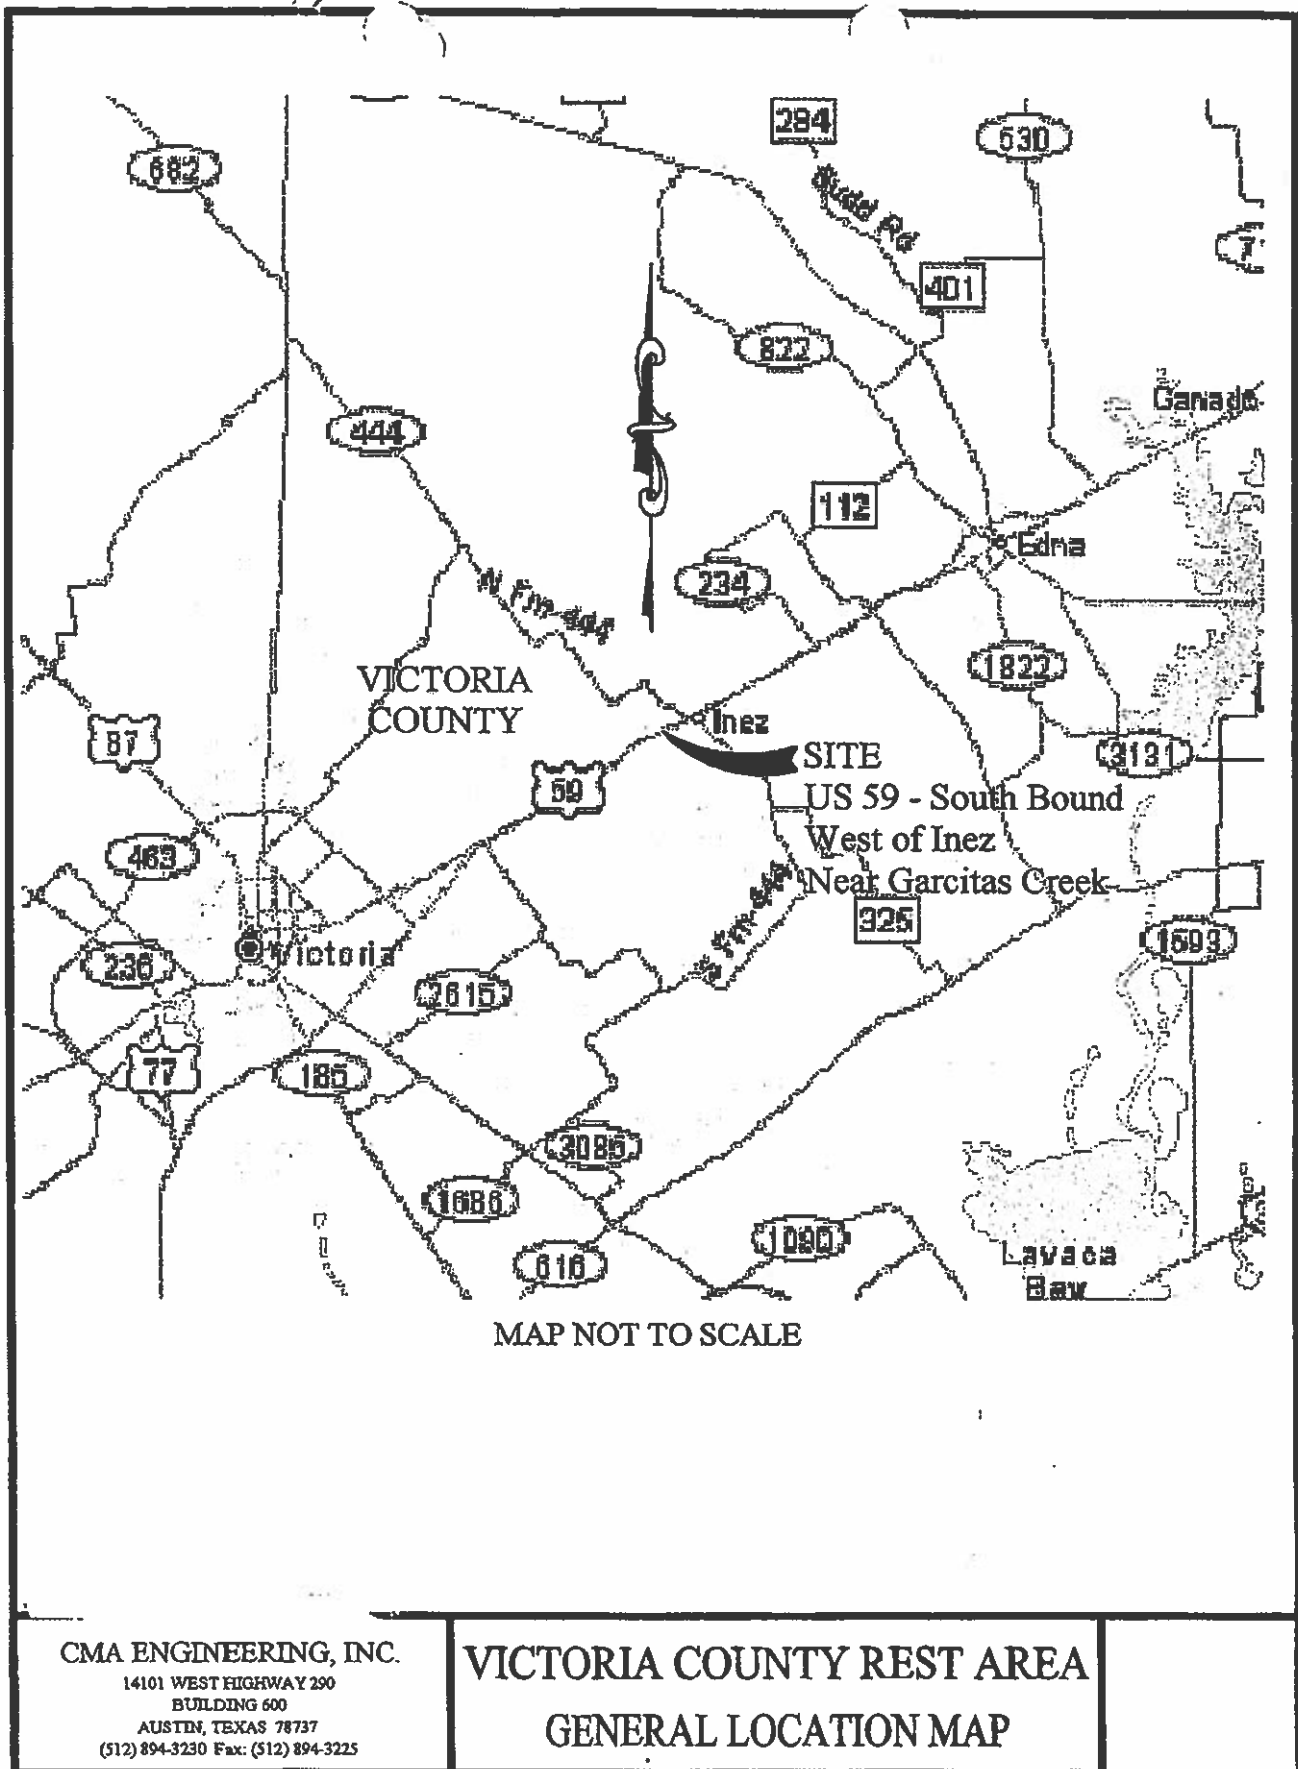 284
530
682
Rd
401
822
Ganado
444
112
Edna
234
N Fm 444
1822
VICTORIA
COUNTY
87
Inez
3131
SITE
59
US 59 - South Bound
West of Inez
463
Near Garcitas Creek
S Fm 444
325
1593
Victoria
236
2615
77
185
3085
1686
1090
616
Lavaca
Bay
MAP NOT TO SCALE
CMA ENGINEERING, INC.
14101 WEST HIGHWAY 290
BUILDING 600
AUSTIN, TEXAS 78737
(512) 894-3230 Fax: (512) 894-3225
VICTORIA COUNTY REST AREA
GENERAL LOCATION MAP